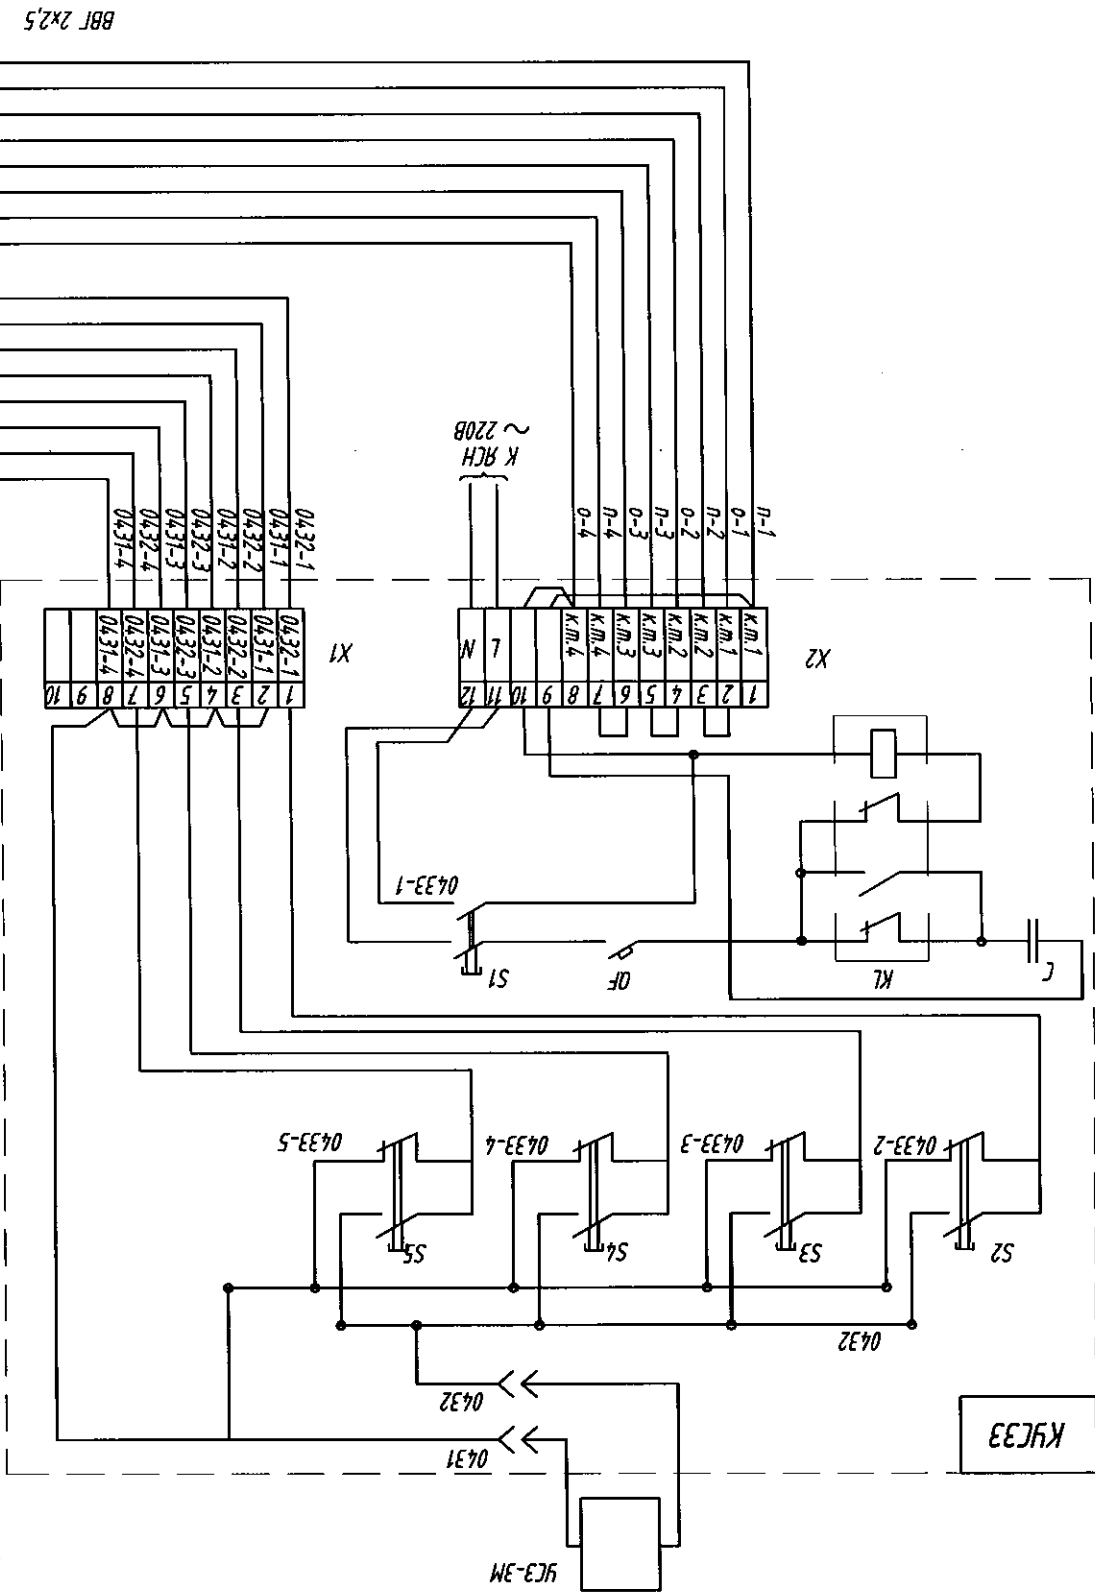 УСЗ-3М
КУСЗЗ
0431
0432
0432
S2
S3
S4
S5
0433-2
0433-3
0433-4
0433-5
C
KL
QF
S1
0433-1
X2
1 2 3 4 5 6 7 8 9 10 11 12
к.т.1
к.т.1
к.т.2
к.т.2
к.т.3
к.т.3
к.т.4
к.т.4
L
N
X1
1 2 3 4 5 6 7 8 9 10
0432-1
0431-1
0432-2
0431-2
0432-3
0431-3
0432-4
0431-4
п-1
о-1
п-2
о-2
п-3
о-3
п-4
о-4
К ЯСН
~ 220В
0432-1
0431-1
0432-2
0431-2
0432-3
0431-3
0432-4
0431-4
ВВГ 2х2,5